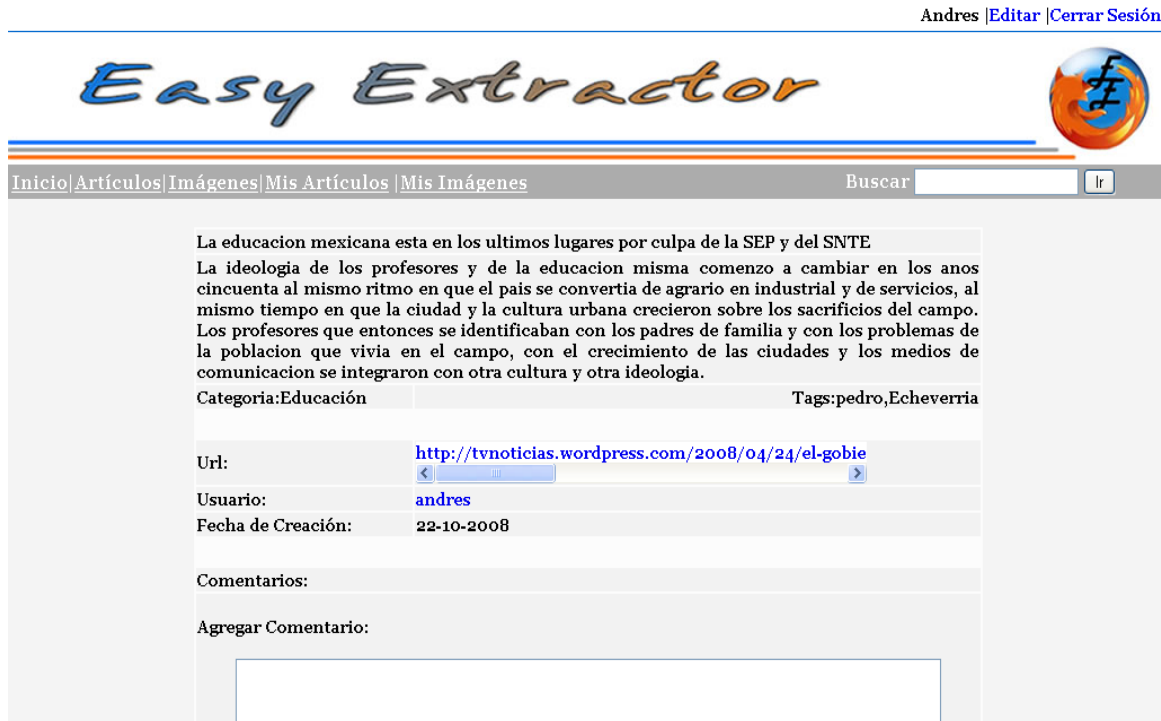 Andres |Editar |Cerrar Sesión
Easy Extractor
Inicio|Artículos|Imágenes|Mis Artículos |Mis Imágenes Buscar Ir
La educacion mexicana esta en los ultimos lugares por culpa de la SEP y del SNTE
La ideologia de los profesores y de la educacion misma comenzo a cambiar en los anos
cincuenta al mismo ritmo en que el pais se convertia de agrario en industrial y de servicios, al
mismo tiempo en que la ciudad y la cultura urbana crecieron sobre los sacrificios del campo.
Los profesores que entonces se identificaban con los padres de familia y con los problemas de
la poblacion que vivia en el campo, con el crecimiento de las ciudades y los medios de
comunicacion se integraron con otra cultura y otra ideologia.
Categoria:Educación Tags:pedro,Echeverria
Url: http://tvnoticias.wordpress.com/2008/04/24/el-gobie
Usuario: andres
Fecha de Creación: 22-10-2008
Comentarios:
Agregar Comentario: